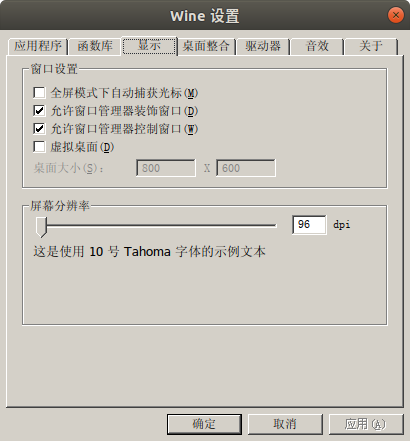 Wine 设置
应用程序 函数库 显示 桌面整合 驱动器 音效 关于
窗口设置
全屏模式下自动捕获光标(M)
允许窗口管理器装饰窗口(D)
允许窗口管理器控制窗口(W)
虚拟桌面(D)
桌面大小(S): 800 X 600
屏幕分辨率
96 dpi
这是使用 10 号 Tahoma 字体的示例文本
确定 取消 应用(A)